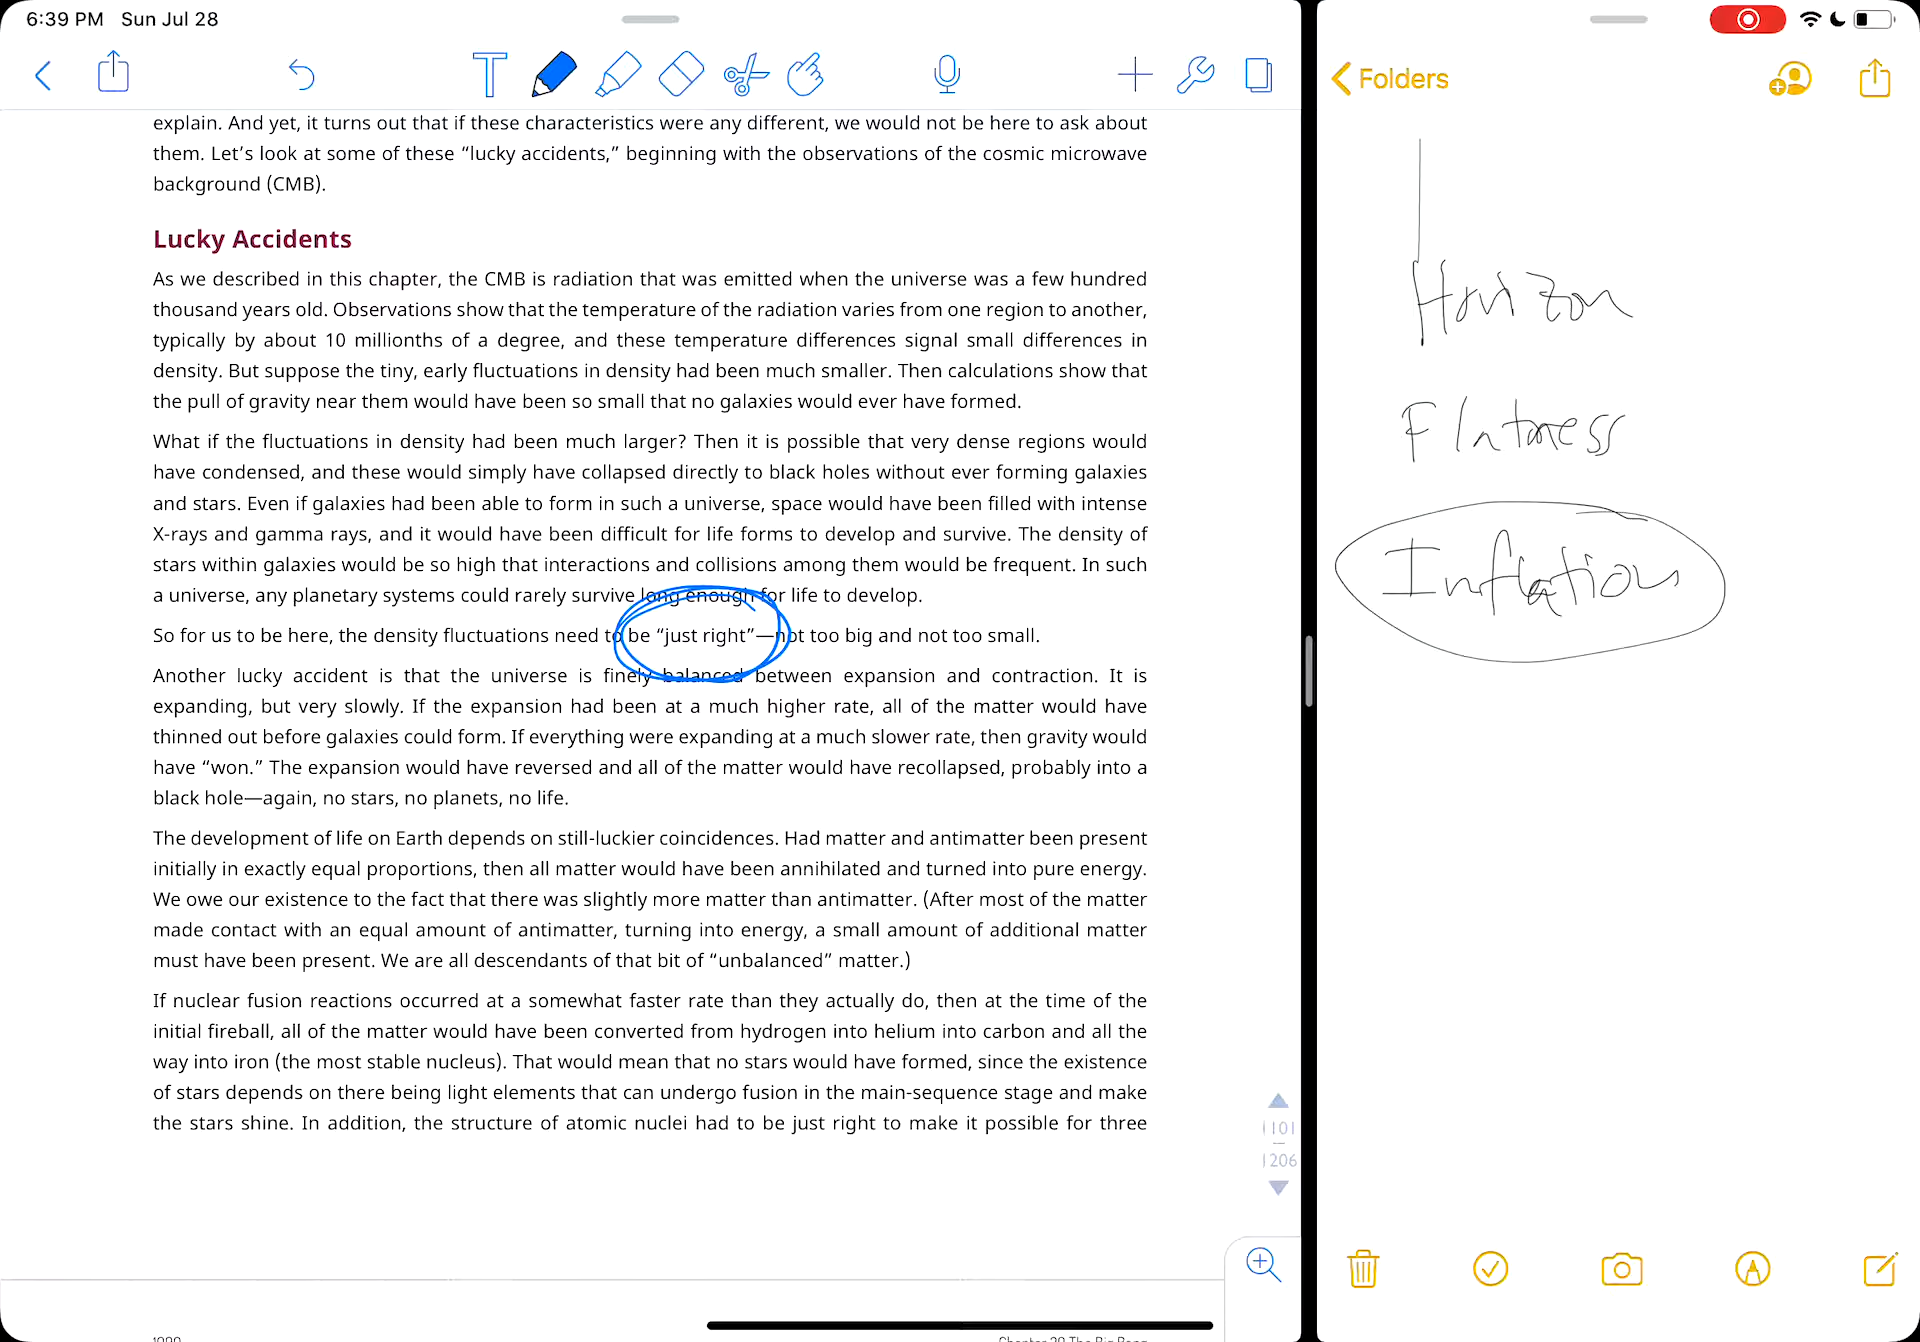 6:39 PM Sun Jul 28
explain. And yet, it turns out that if these characteristics were any different, we would not be here to ask about
them. Let’s look at some of these “lucky accidents,” beginning with the observations of the cosmic microwave
background (CMB).
Lucky Accidents
As we described in this chapter, the CMB is radiation that was emitted when the universe was a few hundred
thousand years old. Observations show that the temperature of the radiation varies from one region to another,
typically by about 10 millionths of a degree, and these temperature differences signal small differences in
density. But suppose the tiny, early fluctuations in density had been much smaller. Then calculations show that
the pull of gravity near them would have been so small that no galaxies would ever have formed.
What if the fluctuations in density had been much larger? Then it is possible that very dense regions would
have condensed, and these would simply have collapsed directly to black holes without ever forming galaxies
and stars. Even if galaxies had been able to form in such a universe, space would have been filled with intense
X-rays and gamma rays, and it would have been difficult for life forms to develop and survive. The density of
stars within galaxies would be so high that interactions and collisions among them would be frequent. In such
a universe, any planetary systems could rarely survive long enough for life to develop.
So for us to be here, the density fluctuations need to be “just right”—not too big and not too small.
Another lucky accident is that the universe is finely balanced between expansion and contraction. It is
expanding, but very slowly. If the expansion had been at a much higher rate, all of the matter would have
thinned out before galaxies could form. If everything were expanding at a much slower rate, then gravity would
have “won.” The expansion would have reversed and all of the matter would have recollapsed, probably into a
black hole—again, no stars, no planets, no life.
The development of life on Earth depends on still-luckier coincidences. Had matter and antimatter been present
initially in exactly equal proportions, then all matter would have been annihilated and turned into pure energy.
We owe our existence to the fact that there was slightly more matter than antimatter. (After most of the matter
made contact with an equal amount of antimatter, turning into energy, a small amount of additional matter
must have been present. We are all descendants of that bit of “unbalanced” matter.)
If nuclear fusion reactions occurred at a somewhat faster rate than they actually do, then at the time of the
initial fireball, all of the matter would have been converted from hydrogen into helium into carbon and all the
way into iron (the most stable nucleus). That would mean that no stars would have formed, since the existence
of stars depends on there being light elements that can undergo fusion in the main-sequence stage and make
the stars shine. In addition, the structure of atomic nuclei had to be just right to make it possible for three
1101
1206
Folders
Horizon
Flatness
Inflation